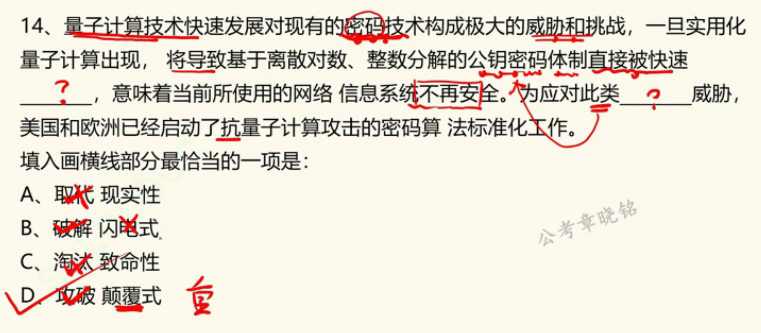 14、量子计算技术快速发展对现有的密码技术构成极大的威胁和挑战，一旦实用化
量子计算出现， 将导致基于离散对数、整数分解的公钥密码体制直接被快速
________，意味着当前所使用的网络 信息系统不再安全。为应对此类_______威胁，
美国和欧洲已经启动了抗量子计算攻击的密码算 法标准化工作。
填入画横线部分最恰当的一项是：
A、取代 现实性
B、破解 闪电式
C、淘汰 致命性
D、攻破 颠覆式
？
？
公考章晓铭